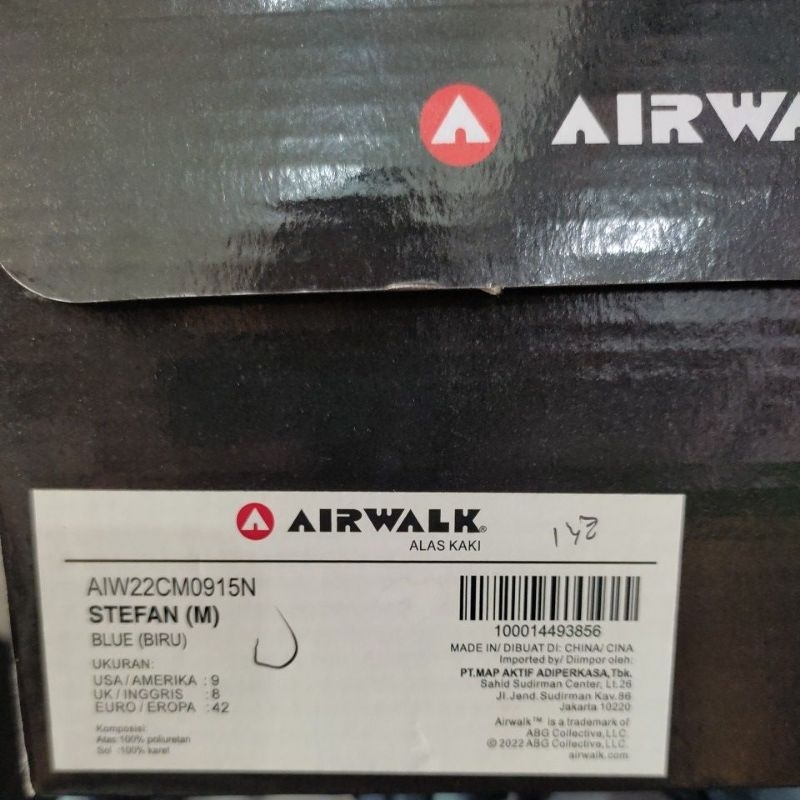 AIRWA
AIRWALK®
ALAS KAKI
142
AIW22CM0915N
STEFAN (M)
BLUE (BIRU)
UKURAN:
USA/AMERIKA : 9
UK/INGGRIS : 8
EURO/EROPA : 42
Komposisi:
Atas :100% poliuretan
Sol :100% karet
100014493856
MADE IN/ DIBUAT DI: CHINA/ CINA
Imported by/ Diimpor oleh:
PT.MAP AKTIF ADIPERKASA,Tbk.
Sahid Sudirman Center, Lt.26
Jl.Jend.Sudirman Kav.86
Jakarta 10220
Airwalk™ is a trademark of
ABG Collective,LLC.
© 2022 ABG Collective,LLC.
airwalk.com